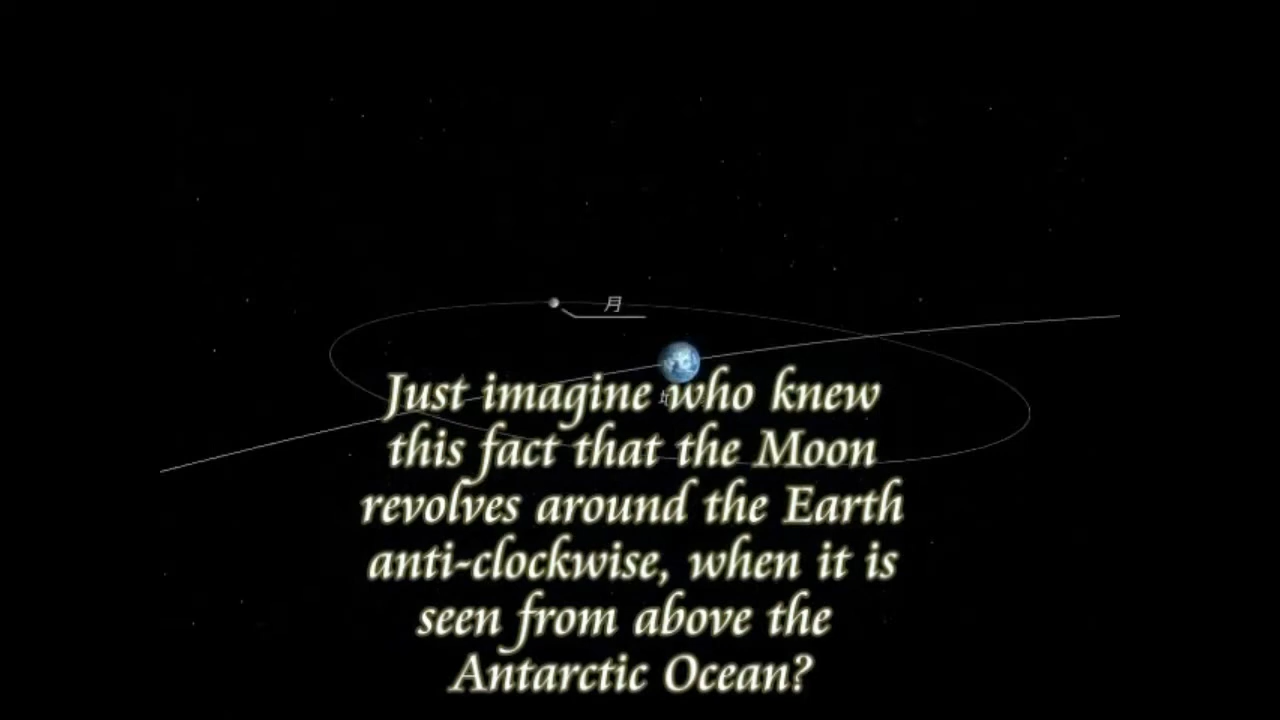 月
Just imagine who knew
this fact that the Moon
revolves around the Earth
anti-clockwise, when it is
seen from above the
Antarctic Ocean?